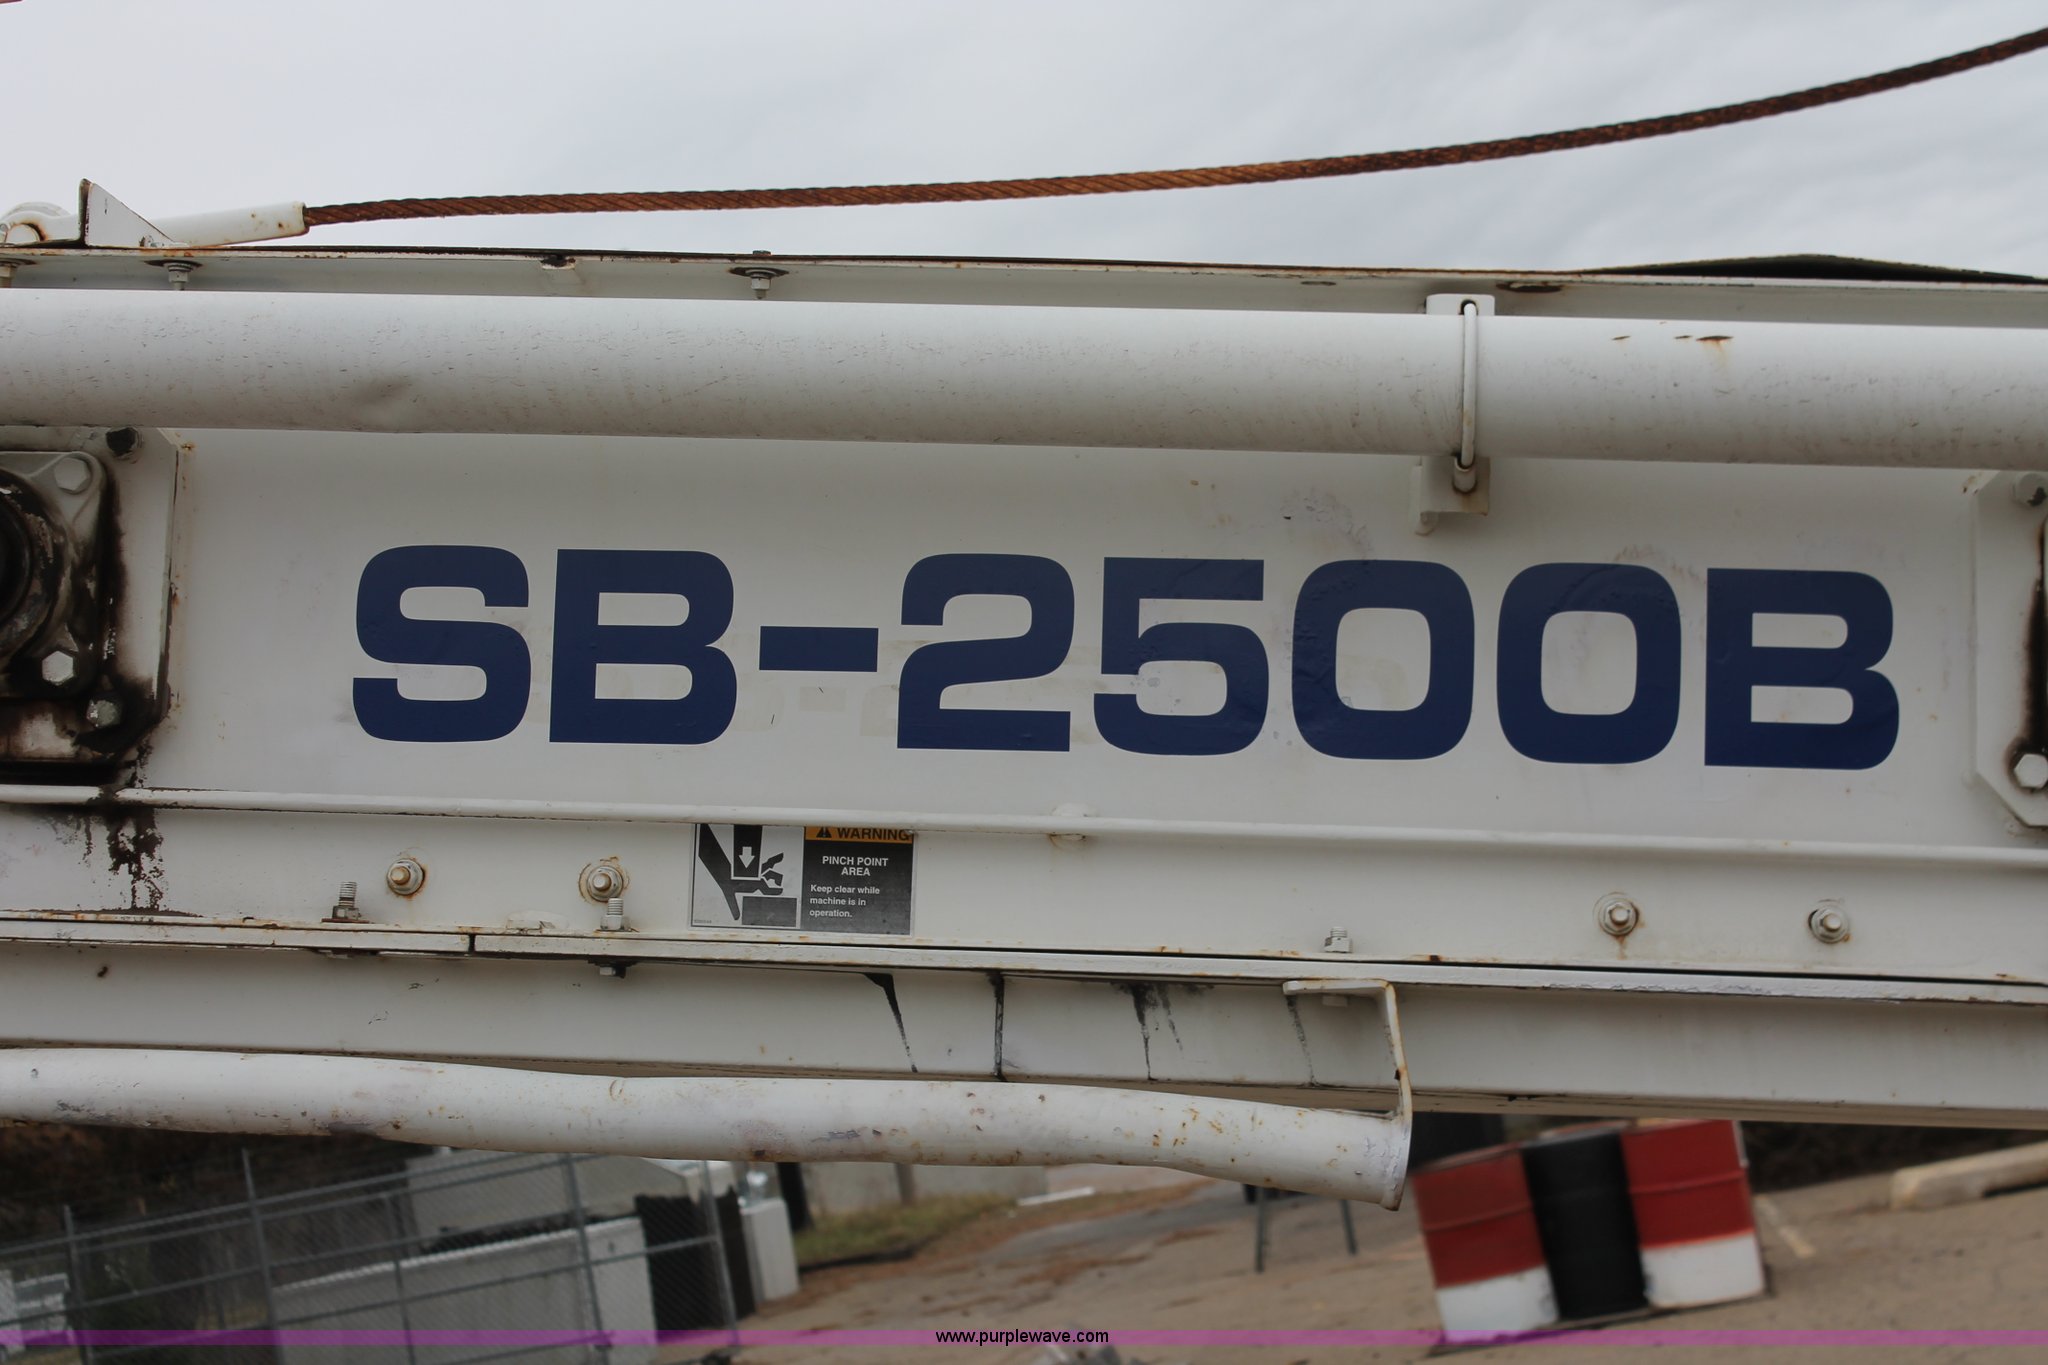 SB-2500B
WARNING
PINCH POINT
AREA
Keep clear while
machine is in
operation.
www.purplewave.com